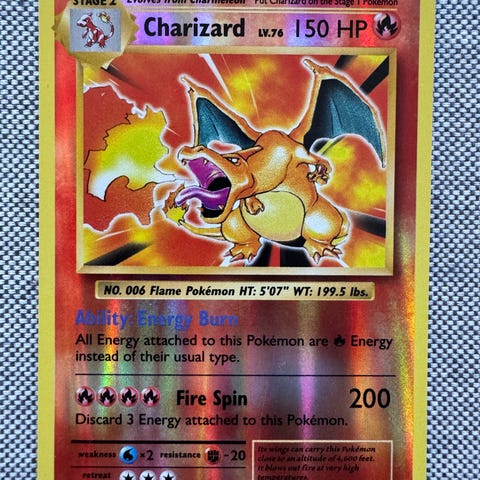 STAGE 2
Evolves from Charmeleon
Put Charizard on the Stage 1 Pokémon
Charizard LV.76 150 HP
NO. 006 Flame Pokémon HT: 5'07" WT: 199.5 lbs.
Ability: Energy Burn
All Energy attached to this Pokémon are Energy
instead of their usual type.
Fire Spin 200
Discard 3 Energy attached to this Pokémon.
weakness ×2 resistance -20
retreat
Its wings can carry this Pokémon
close to an altitude of 4,600 feet.
It blows out fire at very high
temperatures.